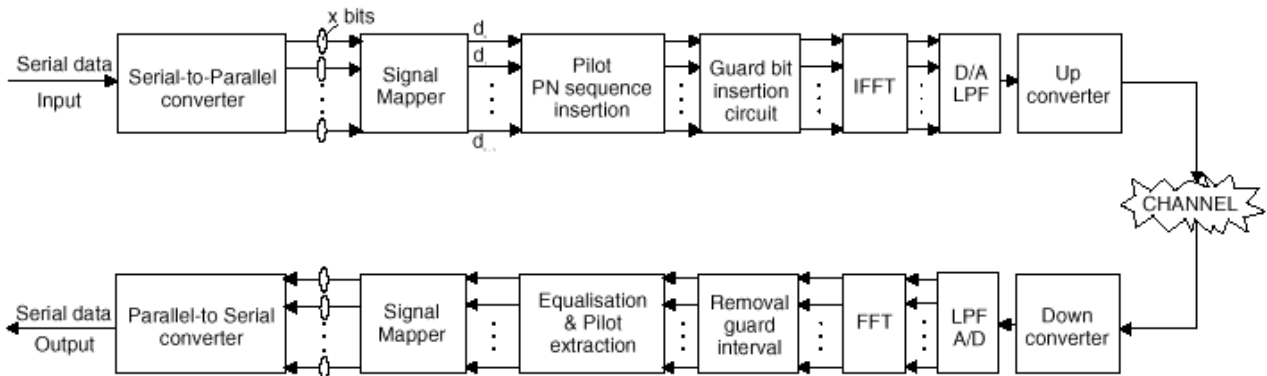 x bits
Serial data
Input
Serial-to-Parallel
converter
Signal
Mapper
d
d
d
Pilot
PN sequence
insertion
Guard bit
insertion
circuit
IFFT
D/A
LPF
Up
converter
CHANNEL
Serial data
Output
Parallel-to Serial
converter
Signal
Mapper
Equalisation
& Pilot
extraction
Removal
guard
interval
FFT
LPF
A/D
Down
converter